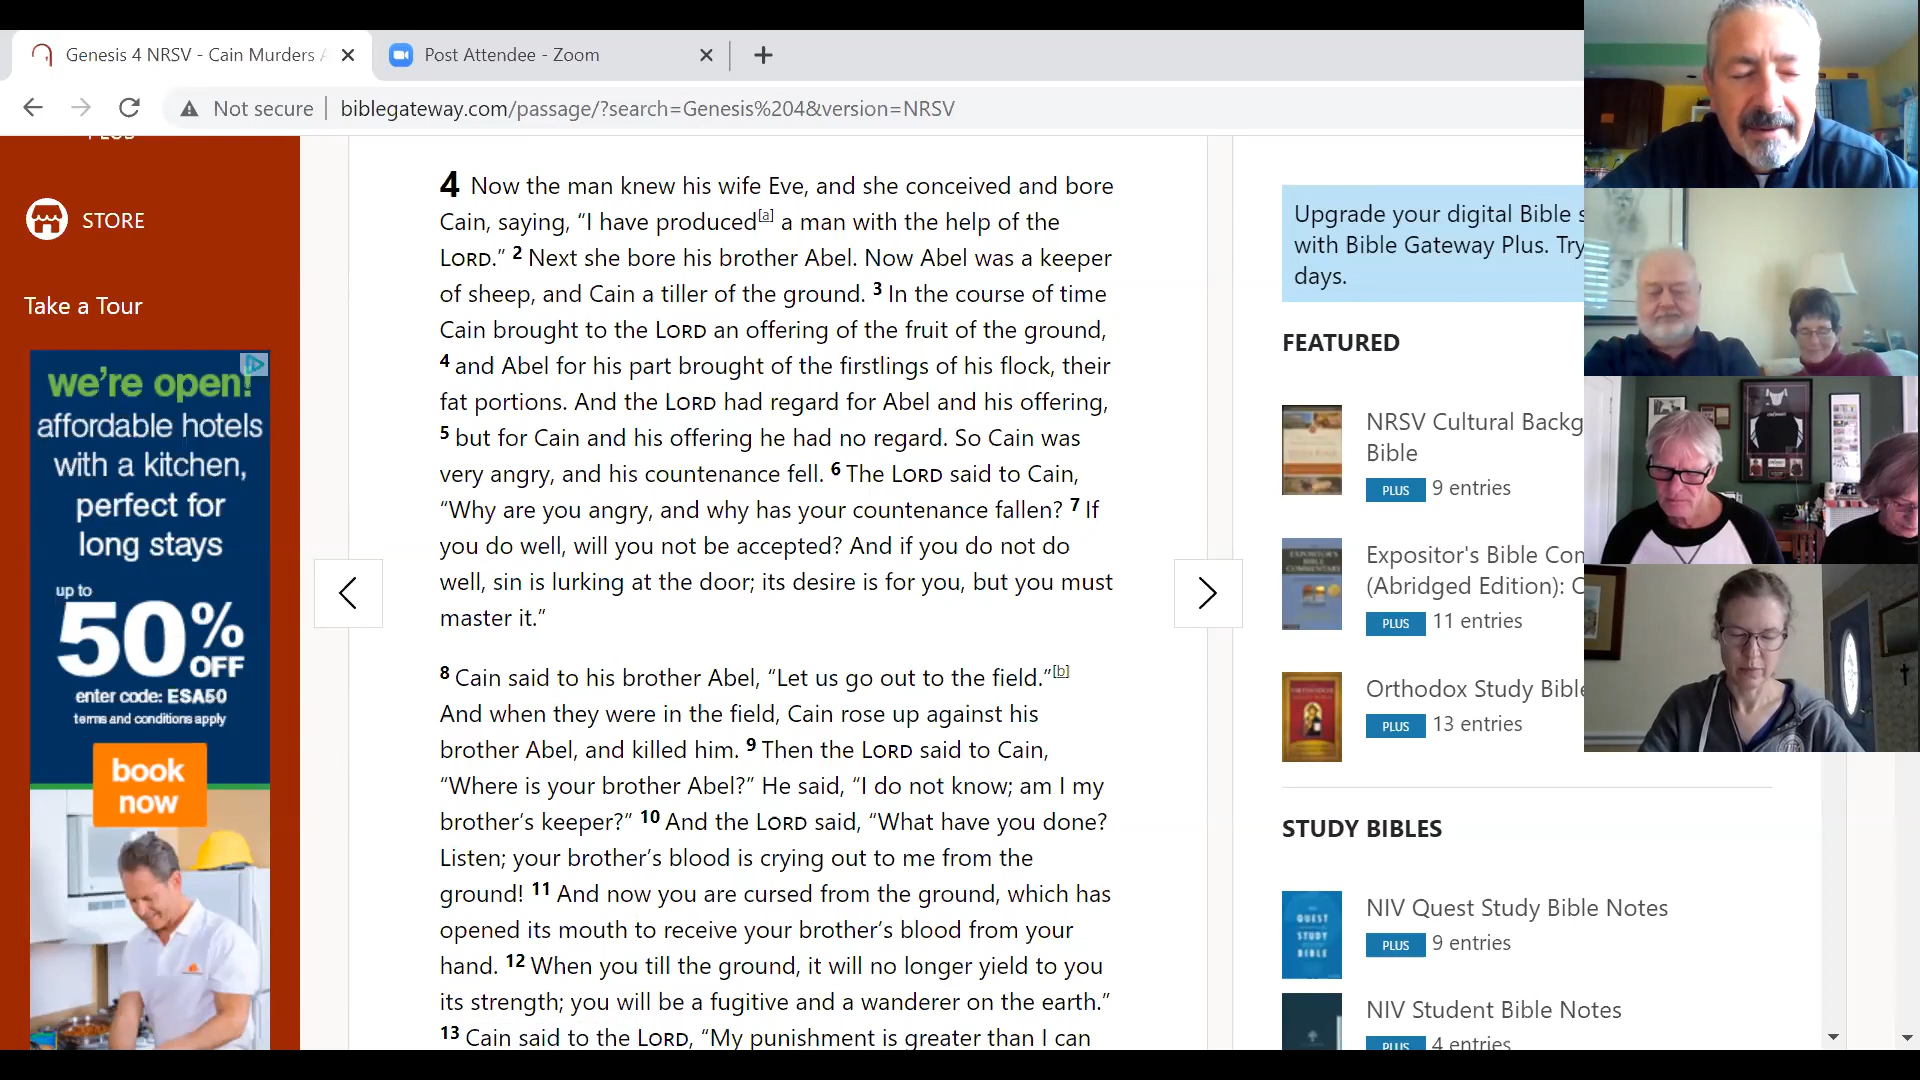 Genesis 4 NRSV - Cain Murders A
Post Attendee - Zoom
Not secure
biblegateway.com/passage/?search=Genesis%204&version=NRSV
PLUS
STORE
Take a Tour
we're open!
affordable hotels
with a kitchen,
perfect for
long stays
up to
50% OFF
enter code: ESA50
terms and conditions apply
book
now
4 Now the man knew his wife Eve, and she conceived and bore
Cain, saying, “I have produced[a] a man with the help of the
LORD.” 2 Next she bore his brother Abel. Now Abel was a keeper
of sheep, and Cain a tiller of the ground. 3 In the course of time
Cain brought to the LORD an offering of the fruit of the ground,
4 and Abel for his part brought of the firstlings of his flock, their
fat portions. And the LORD had regard for Abel and his offering,
5 but for Cain and his offering he had no regard. So Cain was
very angry, and his countenance fell. 6 The LORD said to Cain,
“Why are you angry, and why has your countenance fallen? 7 If
you do well, will you not be accepted? And if you do not do
well, sin is lurking at the door; its desire is for you, but you must
master it.”
8 Cain said to his brother Abel, “Let us go out to the field.”[b]
And when they were in the field, Cain rose up against his
brother Abel, and killed him. 9 Then the LORD said to Cain,
“Where is your brother Abel?” He said, “I do not know; am I my
brother’s keeper?” 10 And the LORD said, “What have you done?
Listen; your brother’s blood is crying out to me from the
ground! 11 And now you are cursed from the ground, which has
opened its mouth to receive your brother’s blood from your
hand. 12 When you till the ground, it will no longer yield to you
its strength; you will be a fugitive and a wanderer on the earth.”
13 Cain said to the LORD, “My punishment is greater than I can
Upgrade your digital Bible s
with Bible Gateway Plus. Try
days.
FEATURED
NRSV Cultural Backg
Bible
PLUS 9 entries
Expositor's Bible Con
(Abridged Edition):
PLUS 11 entries
Orthodox Study Bible
PLUS 13 entries
STUDY BIBLES
QUEST
STUDY
BIBLE
NIV Quest Study Bible Notes
PLUS 9 entries
NIV Student Bible Notes
PLUS 4 entries